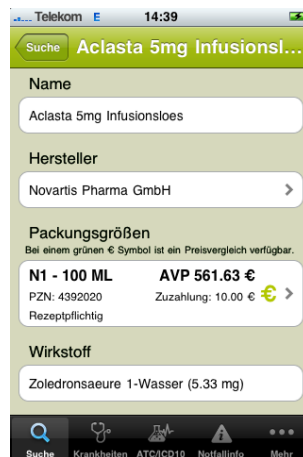 Telekom E 14:39
Suche Aclasta 5mg Infusionsl...
Name
Aclasta 5mg Infusionsloes
Hersteller
Novartis Pharma GmbH
Packungsgrößen
Bei einem grünen € Symbol ist ein Preisvergleich verfügbar.
N1 - 100 ML AVP 561.63 €
PZN: 4392020 Zuzahlung: 10.00 € €
Rezeptpflichtig
Wirkstoff
Zoledronsaeure 1-Wasser (5.33 mg)
Suche Krankheiten ATC/ICD10 Notfallinfo Mehr